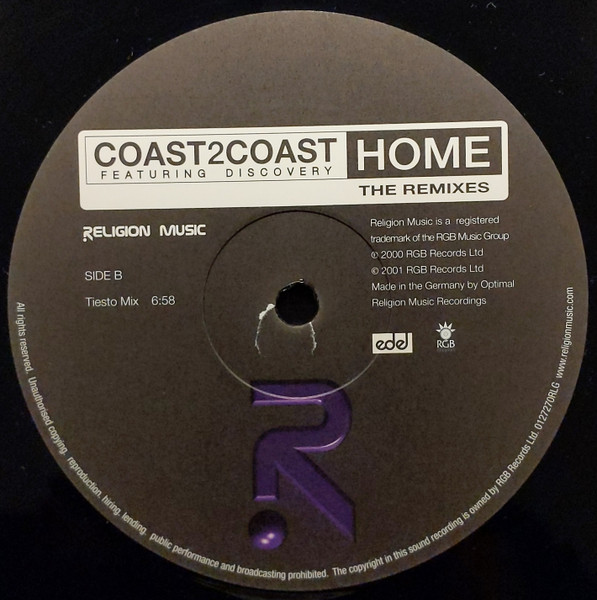 COAST2COAST
FEATURING DISCOVERY
HOME
THE REMIXES
RELIGION MUSIC
SIDE B
Tiesto Mix 6:58
Religion Music is a registered
trademark of the RGB Music Group
℗ 2000 RGB Records Ltd
© 2001 RGB Records Ltd
Made in the Germany by Optimal
Religion Music Recordings
edel
RGB
R
All rights reserved. Unauthorised copying, reproduction, hiring, lending, public performance and broadcasting prohibited. The copyright in this sound recording is owned by RGB Records Ltd. 0127270RLG www.religionmusic.com